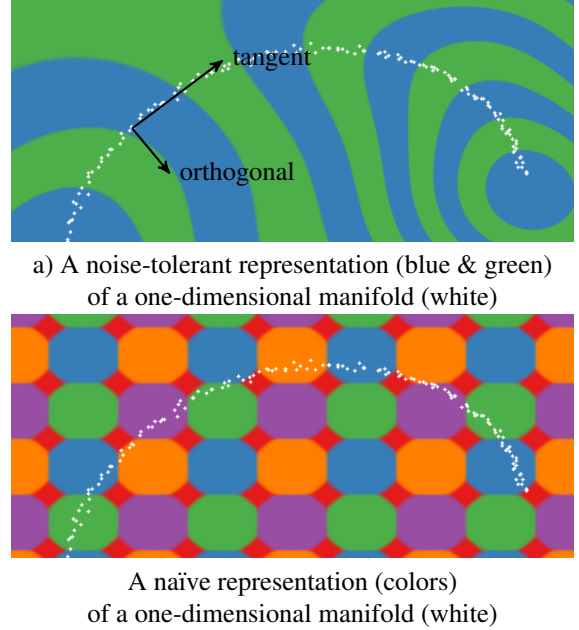 tangent
orthogonal
a) A noise-tolerant representation (blue & green)
of a one-dimensional manifold (white)
A naïve representation (colors)
of a one-dimensional manifold (white)